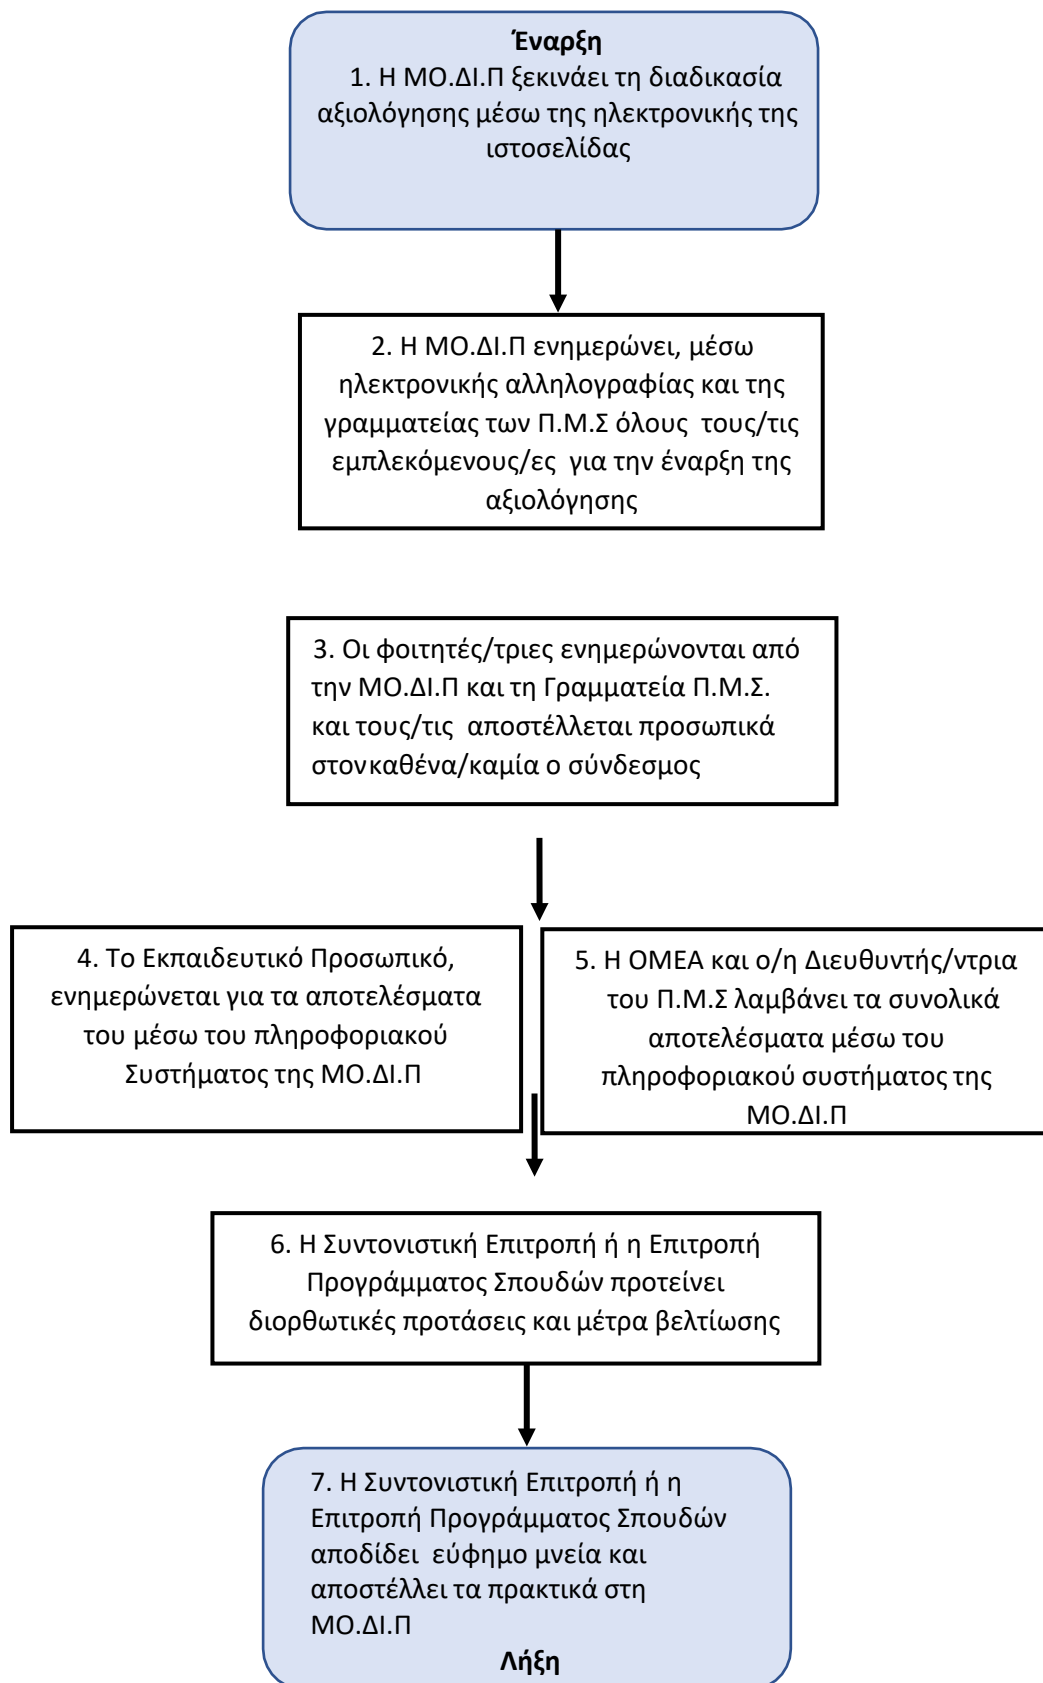 Έναρξη
1. Η ΜΟ.ΔΙ.Π ξεκινάει τη διαδικασία
αξιολόγησης μέσω της ηλεκτρονικής της
ιστοσελίδας
2. Η ΜΟ.ΔΙ.Π ενημερώνει, μέσω
ηλεκτρονικής αλληλογραφίας και της
γραμματείας των Π.Μ.Σ όλους τους/τις
εμπλεκόμενους/ες για την έναρξη της
αξιολόγησης
3. Οι φοιτητές/τριες ενημερώνονται από
την ΜΟ.ΔΙ.Π και τη Γραμματεία Π.Μ.Σ.
και τους/τις αποστέλλεται προσωπικά
στον καθένα/καμία ο σύνδεσμος
4. Το Εκπαιδευτικό Προσωπικό,
ενημερώνεται για τα αποτελέσματα
του μέσω του πληροφοριακού
Συστήματος της ΜΟ.ΔΙ.Π
5. Η ΟΜΕΑ και ο/η Διευθυντής/ντρια
του Π.Μ.Σ λαμβάνει τα συνολικά
αποτελέσματα μέσω του
πληροφοριακού συστήματος της
ΜΟ.ΔΙ.Π
6. Η Συντονιστική Επιτροπή ή η Επιτροπή
Προγράμματος Σπουδών προτείνει
διορθωτικές προτάσεις και μέτρα βελτίωσης
7. Η Συντονιστική Επιτροπή ή η
Επιτροπή Προγράμματος Σπουδών
αποδίδει εύφημο μνεία και
αποστέλλει τα πρακτικά στη
ΜΟ.ΔΙ.Π
Λήξη